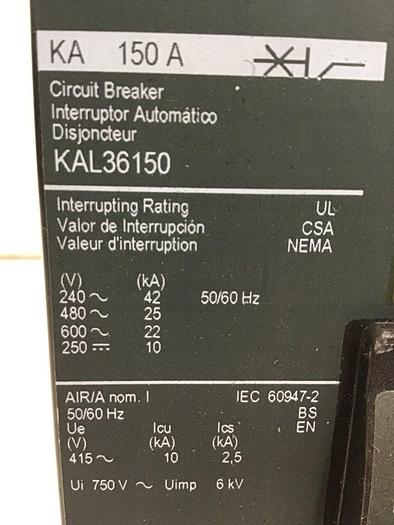 KA 150 A
Circuit Breaker
Interruptor Automático
Disjoncteur
KAL36150
Interrupting Rating UL
Valor de Interrupción CSA
Valeur d'interruption NEMA
(V) (kA)
240 ~ 42 50/60 Hz
480 ~ 25
600 ~ 22
250 ⎓ 10
AIR/A nom. I IEC 60947-2
50/60 Hz BS
Ue Icu Ics EN
(V) (kA) (kA)
415 ~ 10 2,5
Ui 750 V ~ Uimp 6 kV